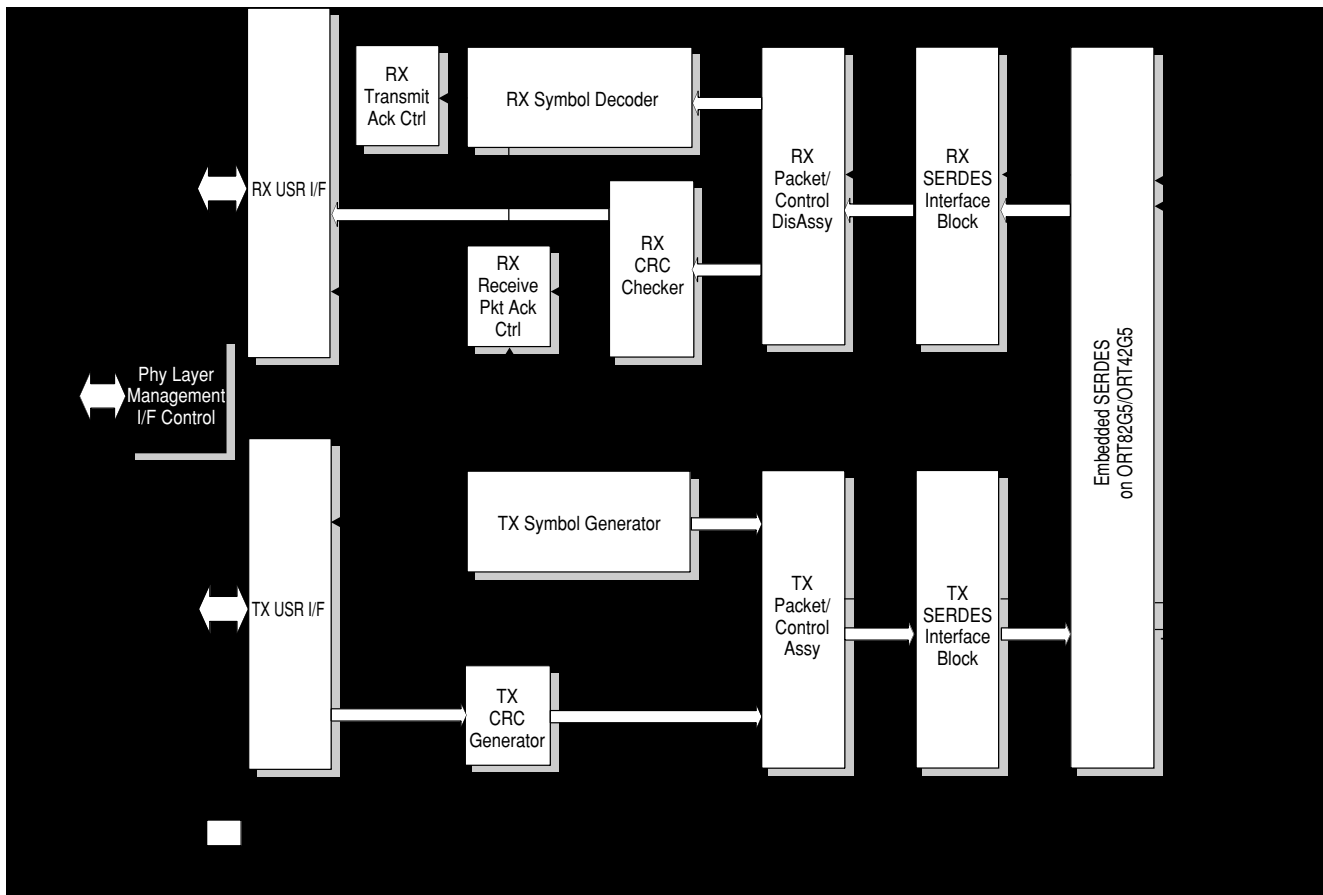 RX
Transmit
Ack Ctrl
RX Symbol Decoder
RX USR I/F
RX
Packet/
Control
DisAssy
RX
SERDES
Interface
Block
RX
CRC
Checker
RX
Receive
Pkt Ack
Ctrl
Phy Layer
Management
I/F Control
Embedded SERDES
on ORT82G5/ORT42G5
TX Symbol Generator
TX USR I/F
TX
Packet/
Control
Assy
TX
SERDES
Interface
Block
TX
CRC
Generator